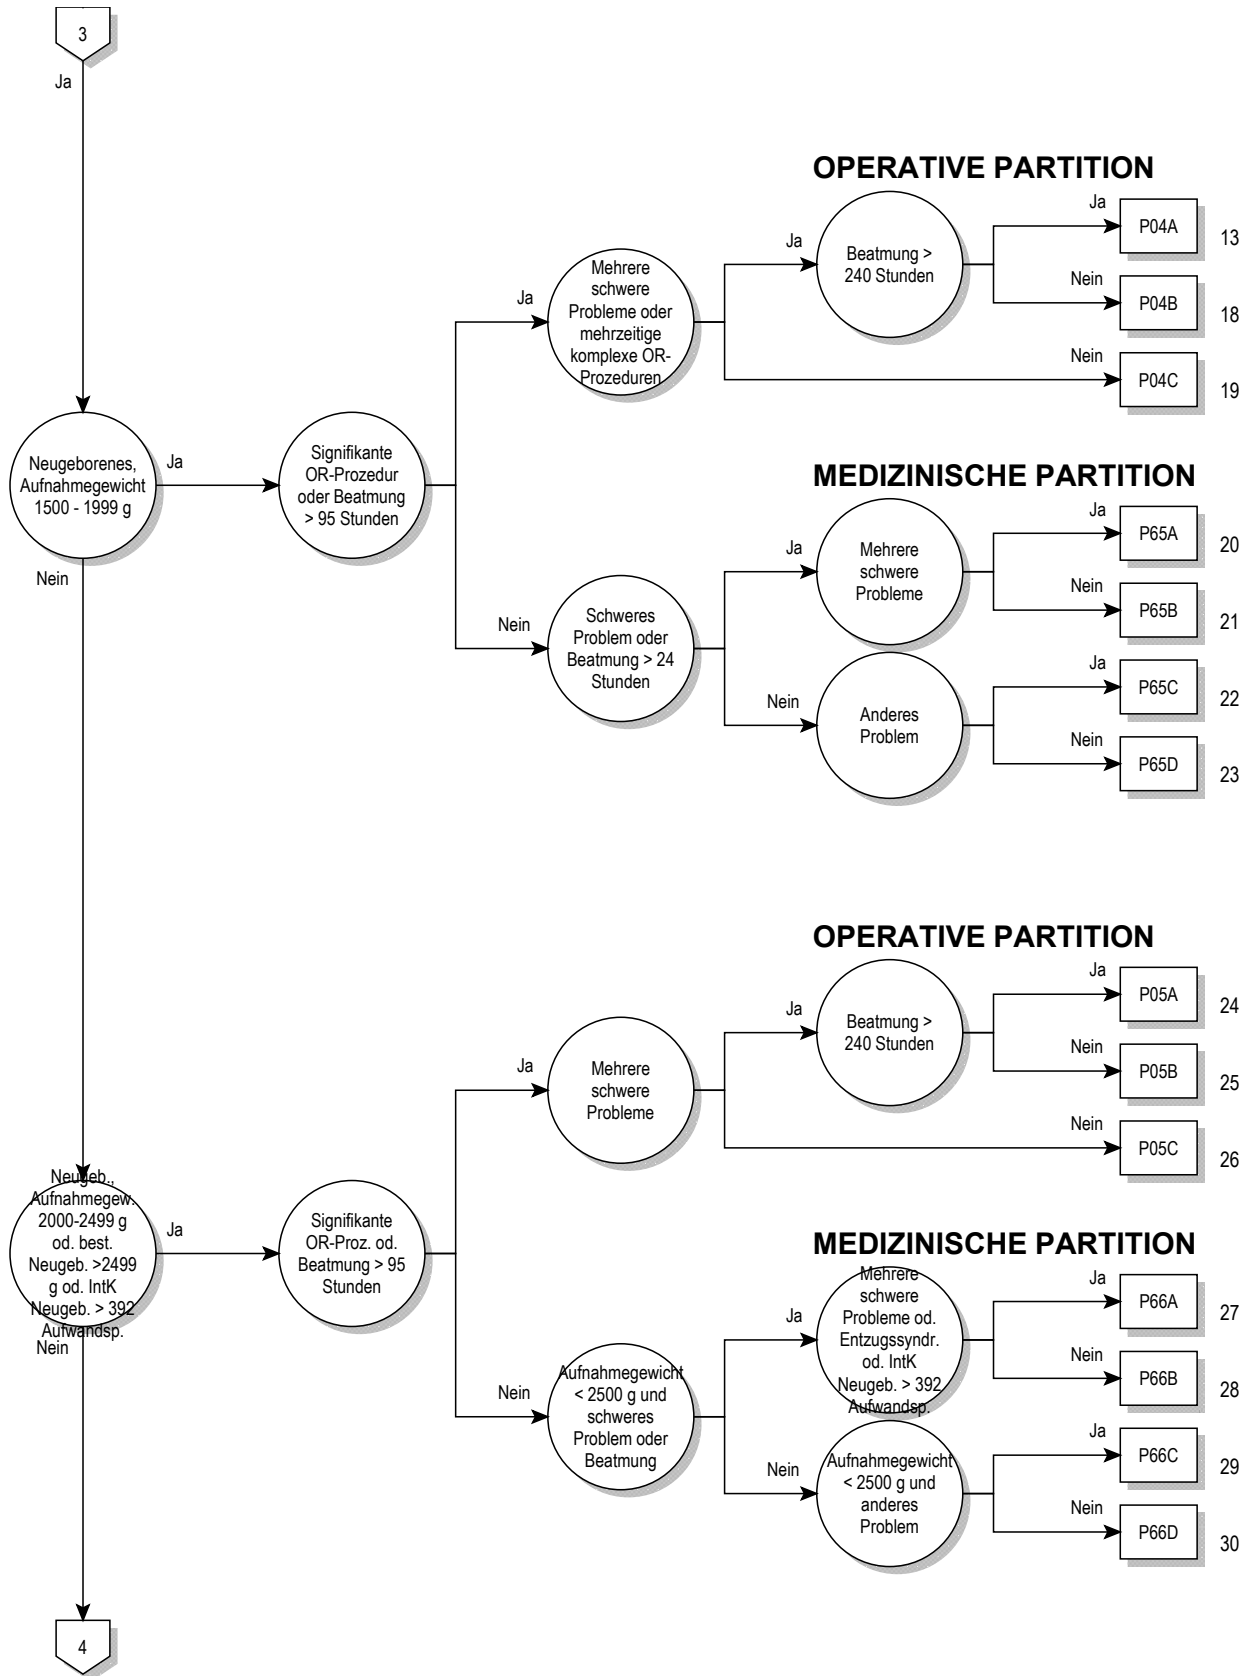 3
Ja
OPERATIVE PARTITION
Ja
P04A
13
Ja
Beatmung >
240 Stunden
Nein
P04B
18
Ja
Mehrere
schwere
Probleme oder
mehrzeitige
komplexe OR-
Prozeduren
Nein
P04C
19
Neugeborenes,
Aufnahmegewicht
1500 - 1999 g
Ja
Signifikante
OR-Prozedur
oder Beatmung
> 95 Stunden
MEDIZINISCHE PARTITION
Ja
P65A
20
Ja
Mehrere
schwere
Probleme
Nein
P65B
21
Nein
Nein
Schweres
Problem oder
Beatmung > 24
Stunden
Ja
P65C
22
Nein
Anderes
Problem
Nein
P65D
23
OPERATIVE PARTITION
Ja
P05A
24
Ja
Beatmung >
240 Stunden
Nein
P05B
25
Ja
Mehrere
schwere
Probleme
Nein
P05C
26
Neugeb.,
Aufnahmegew.
2000-2499 g
od. best.
Neugeb. >2499
g od. IntK
Neugeb. > 392
Aufwandsp.
Ja
Signifikante
OR-Proz. od.
Beatmung > 95
Stunden
MEDIZINISCHE PARTITION
Ja
P66A
27
Ja
Mehrere
schwere
Probleme od.
Entzugssyndr.
od. IntK
Neugeb. > 392
Aufwandsp.
Nein
P66B
28
Nein
Nein
Aufnahmegewicht
< 2500 g und
schweres
Problem oder
Beatmung
Ja
P66C
29
Nein
Aufnahmegewicht
< 2500 g und
anderes
Problem
Nein
P66D
30
4